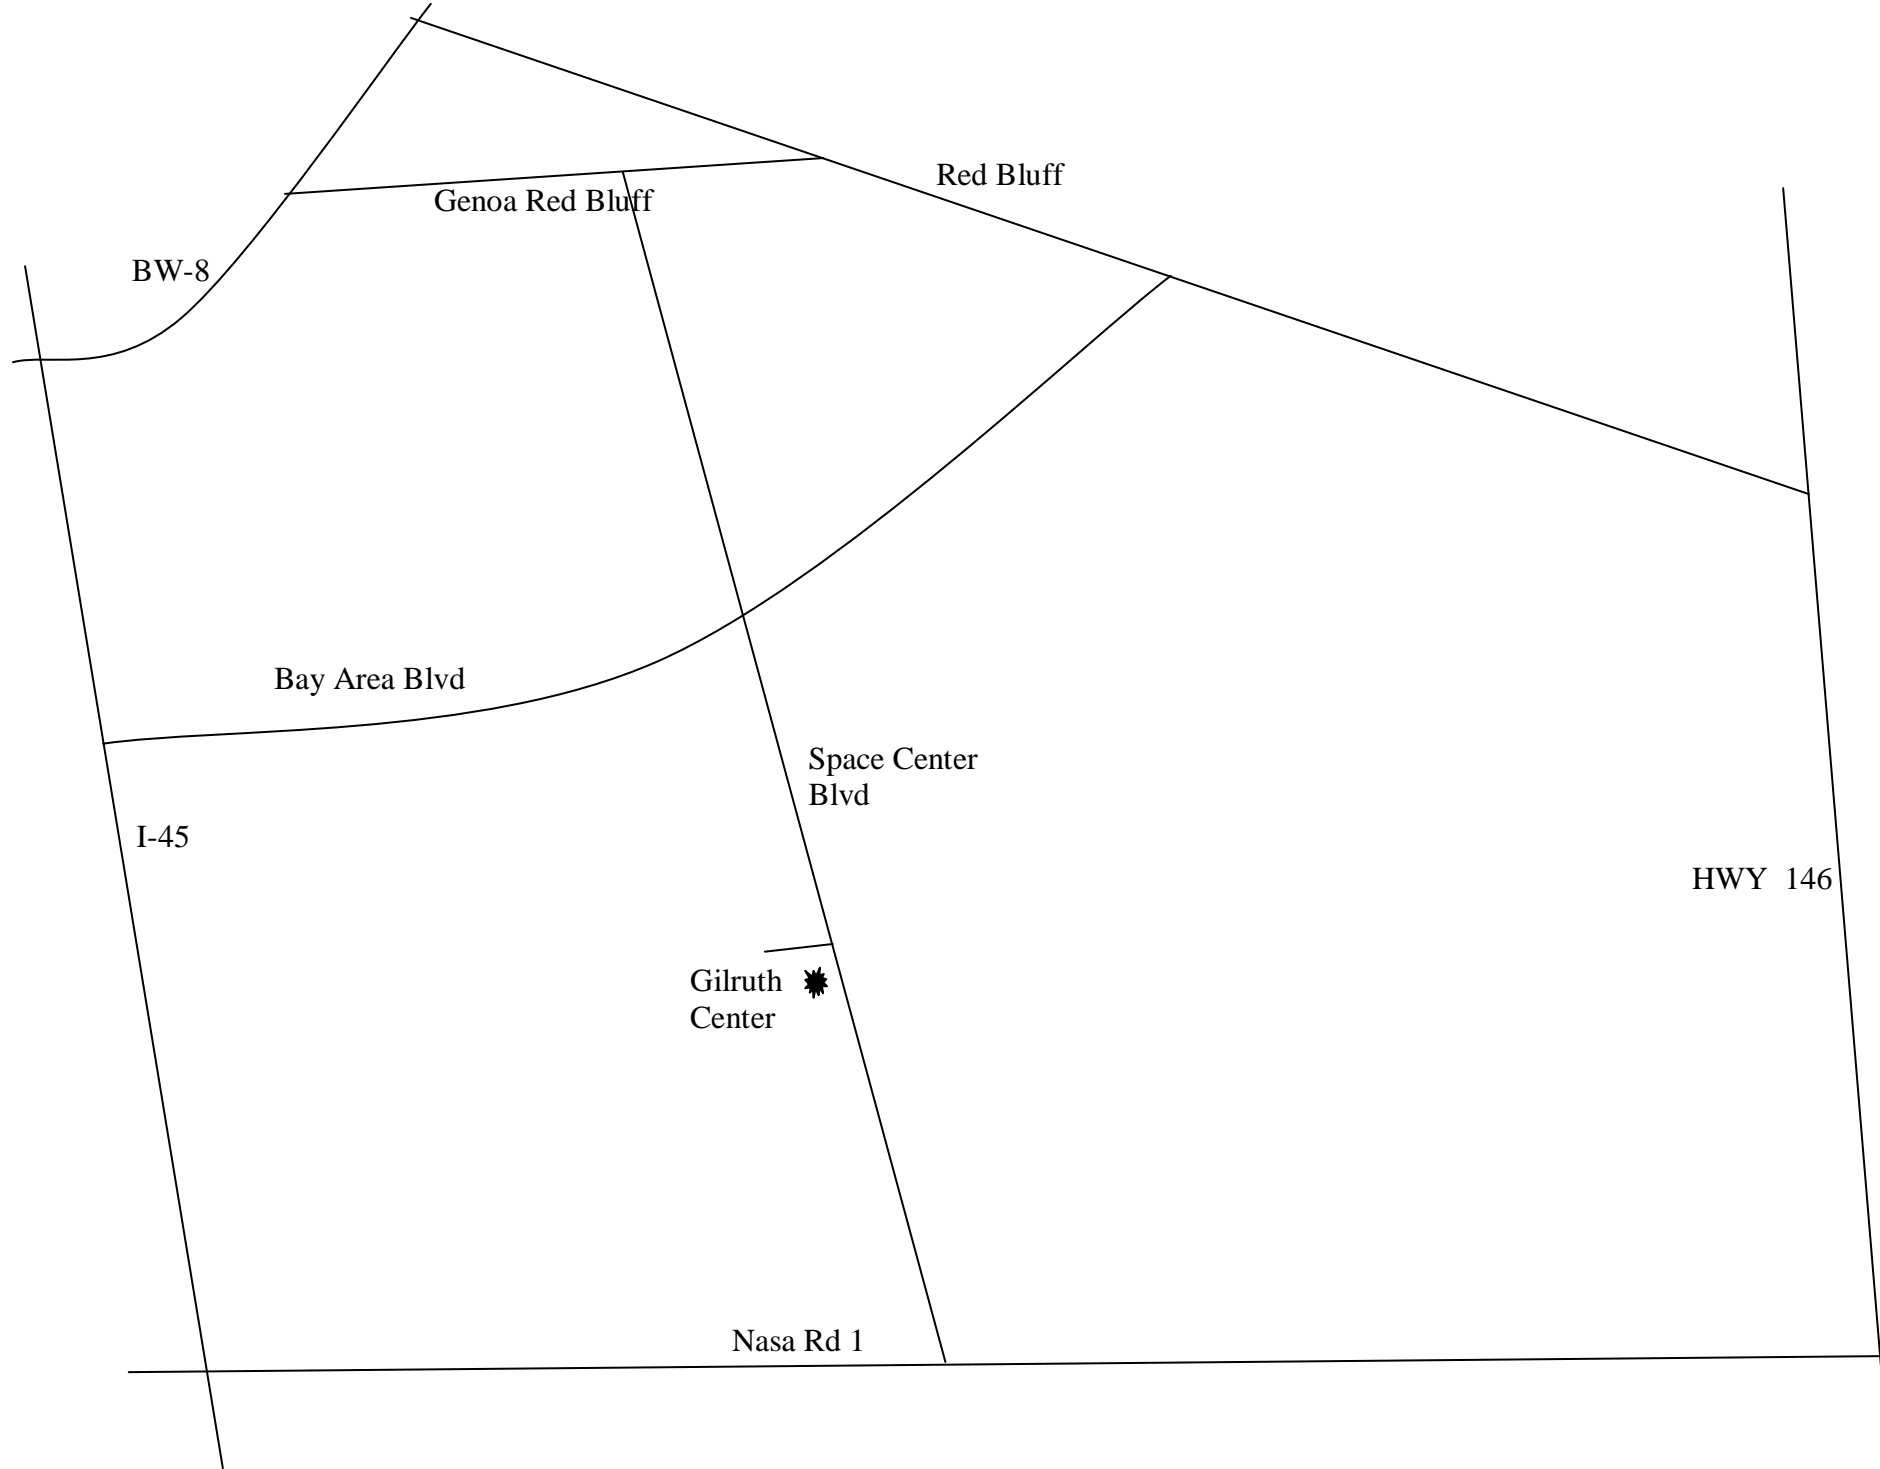 Red Bluff
Genoa Red Bluff
BW-8
Bay Area Blvd
Space Center
Blvd
I-45
HWY  146
Gilruth
Center
Nasa Rd 1